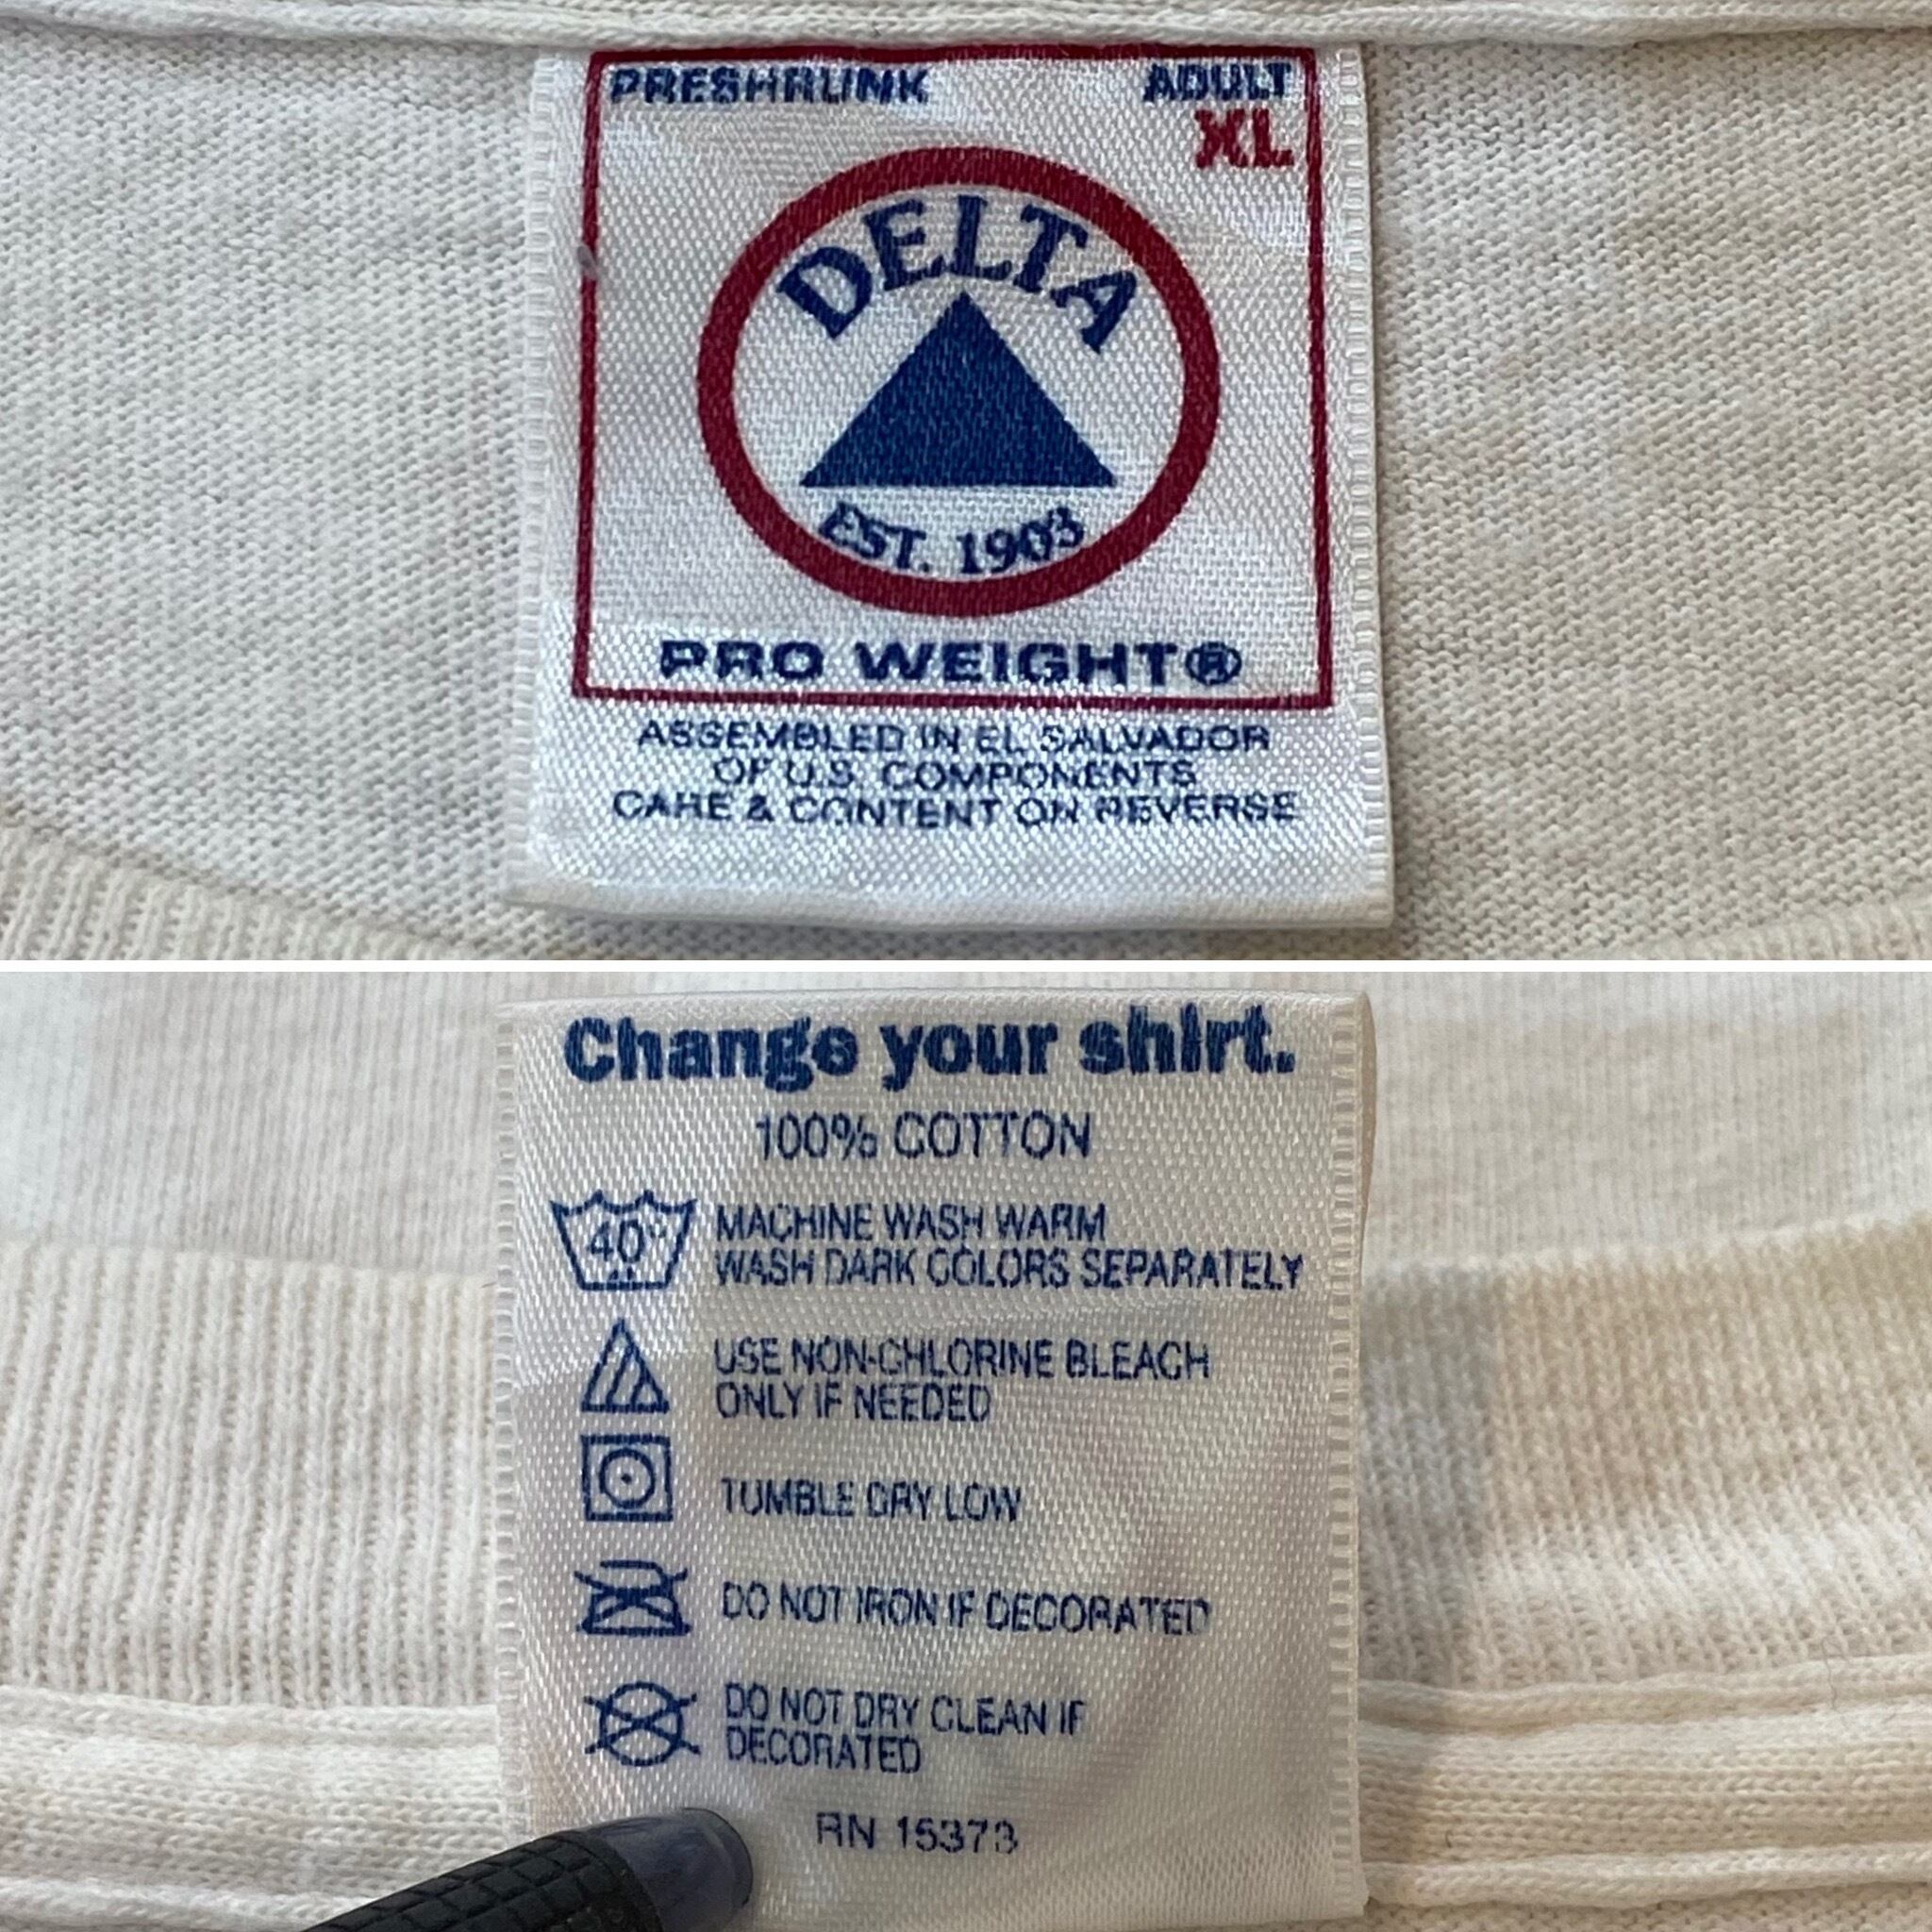 PRESHRUNK ADULT
XL
DELTA
EST. 1903
PRO WEIGHT®
ASSEMBLED IN EL SALVADOR
OF U.S. COMPONENTS
CARE & CONTENT ON REVERSE
Change your shirt.
100% COTTON
40° MACHINE WASH WARM
WASH DARK COLORS SEPARATELY
USE NON-CHLORINE BLEACH
ONLY IF NEEDED
TUMBLE DRY LOW
DO NOT IRON IF DECORATED
DO NOT DRY CLEAN IF
DECORATED
RN 15373